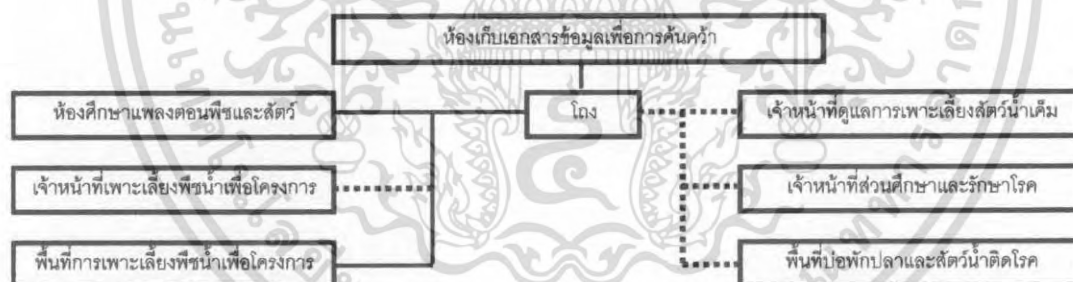 ห้องเก็บเอกสารข้อมูลเพื่อการค้นคว้า
ห้องศึกษาแพลงตอนพืชและสัตว์
โถง
เจ้าหน้าที่ดูแลการเพาะเลี้ยงสัตว์น้ำเค็ม
เจ้าหน้าที่เพาะเลี้ยงพืชน้ำเพื่อโครงการ
เจ้าหน้าที่ส่วนศึกษาและรักษาโรค
พื้นที่การเพาะเลี้ยงพืชน้ำเพื่อโครงการ
พื้นที่บ่อพักปลาและสัตว์น้ำติดโรค